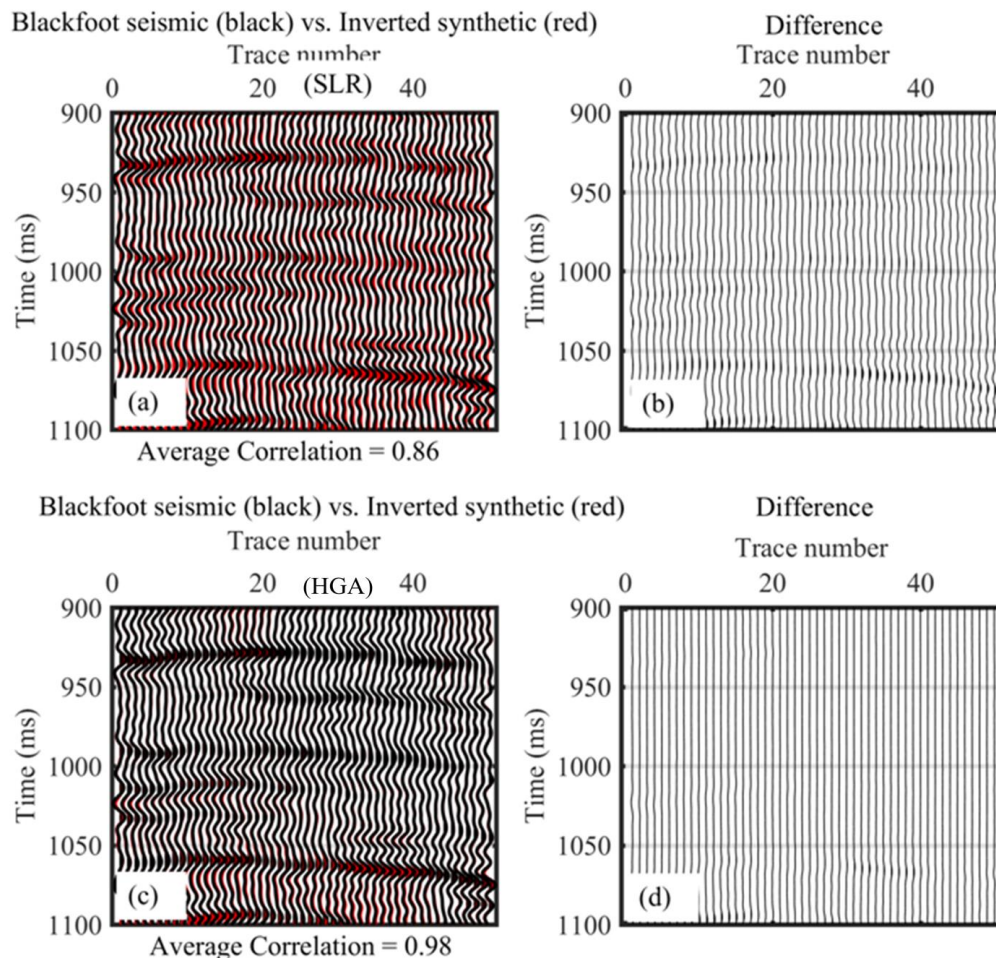 Blackfoot seismic (black) vs. Inverted synthetic (red)
Trace number
0 20 (SLR) 40
900
950
1000
1050
1100
Time (ms)
(a)
Average Correlation = 0.86
Difference
Trace number
0 20 40
900
950
1000
1050
1100
Time (ms)
(b)
Blackfoot seismic (black) vs. Inverted synthetic (red)
Trace number
0 20 (HGA) 40
900
950
1000
1050
1100
Time (ms)
(c)
Average Correlation = 0.98
Difference
Trace number
0 20 40
900
950
1000
1050
1100
Time (ms)
(d)